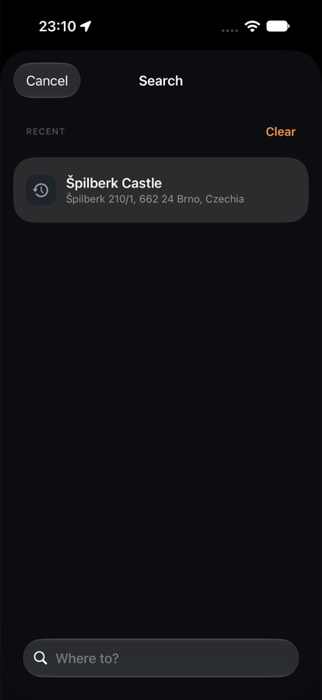 23:10
Cancel
Search
RECENT
Clear
Špilberk Castle
Špilberk 210/1, 662 24 Brno, Czechia
Where to?